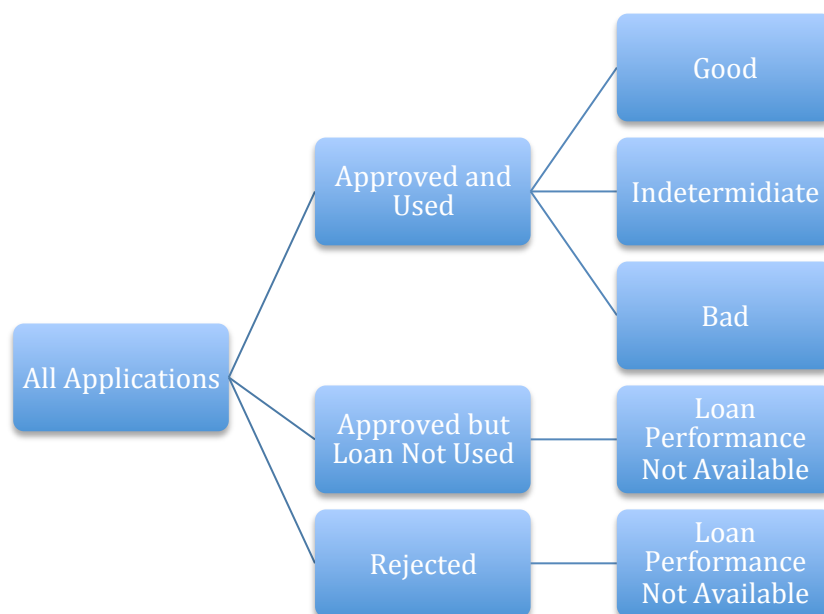 Good
Approved and
Used
Indetermidiate
Bad
All Applications
Approved but
Loan Not Used
Loan
Performance
Not Available
Rejected
Loan
Performance
Not Available